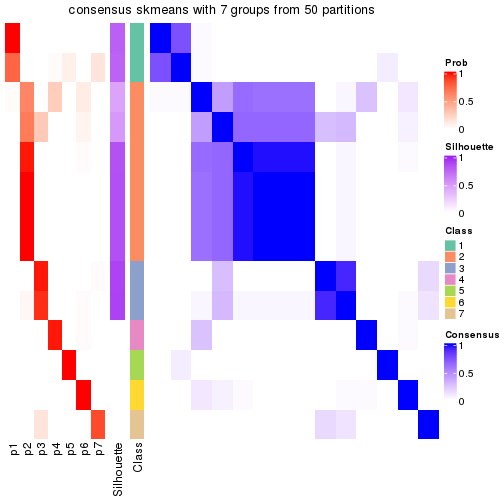 consensus skmeans with 7 groups from 50 partitions
Prob
1
0.5
0
Silhouette
1
0.5
0
Class
1
2
3
4
5
6
7
Consensus
1
0.5
0
p1
p2
p3
p4
p5
p6
p7
Silhouette
Class